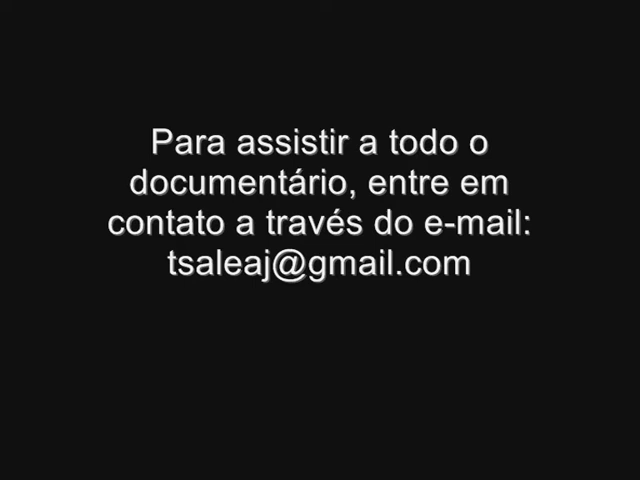 Para assistir a todo o
documentário, entre em
contato a través do e-mail:
tsaleaj@gmail.com